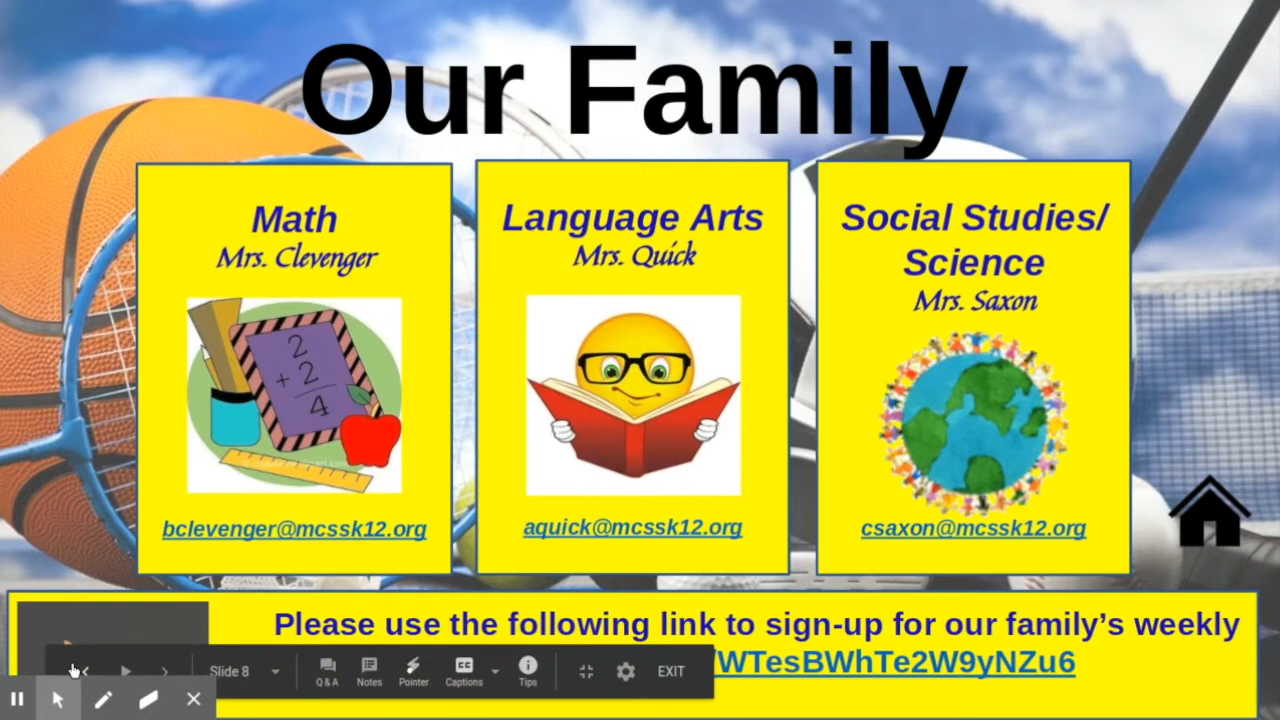 Our Family
Math
Mrs. Clevenger
2
+ 2
4
bclevenger@mcssk12.org
Language Arts
Mrs. Quick
aquick@mcssk12.org
Social Studies/
Science
Mrs. Saxon
csaxon@mcssk12.org
Please use the following link to sign-up for our family’s weekly
/WTesBWhTe2W9yNZu6
Slide 8
Q & A
Notes
Pointer
CC
Captions
Tips
EXIT